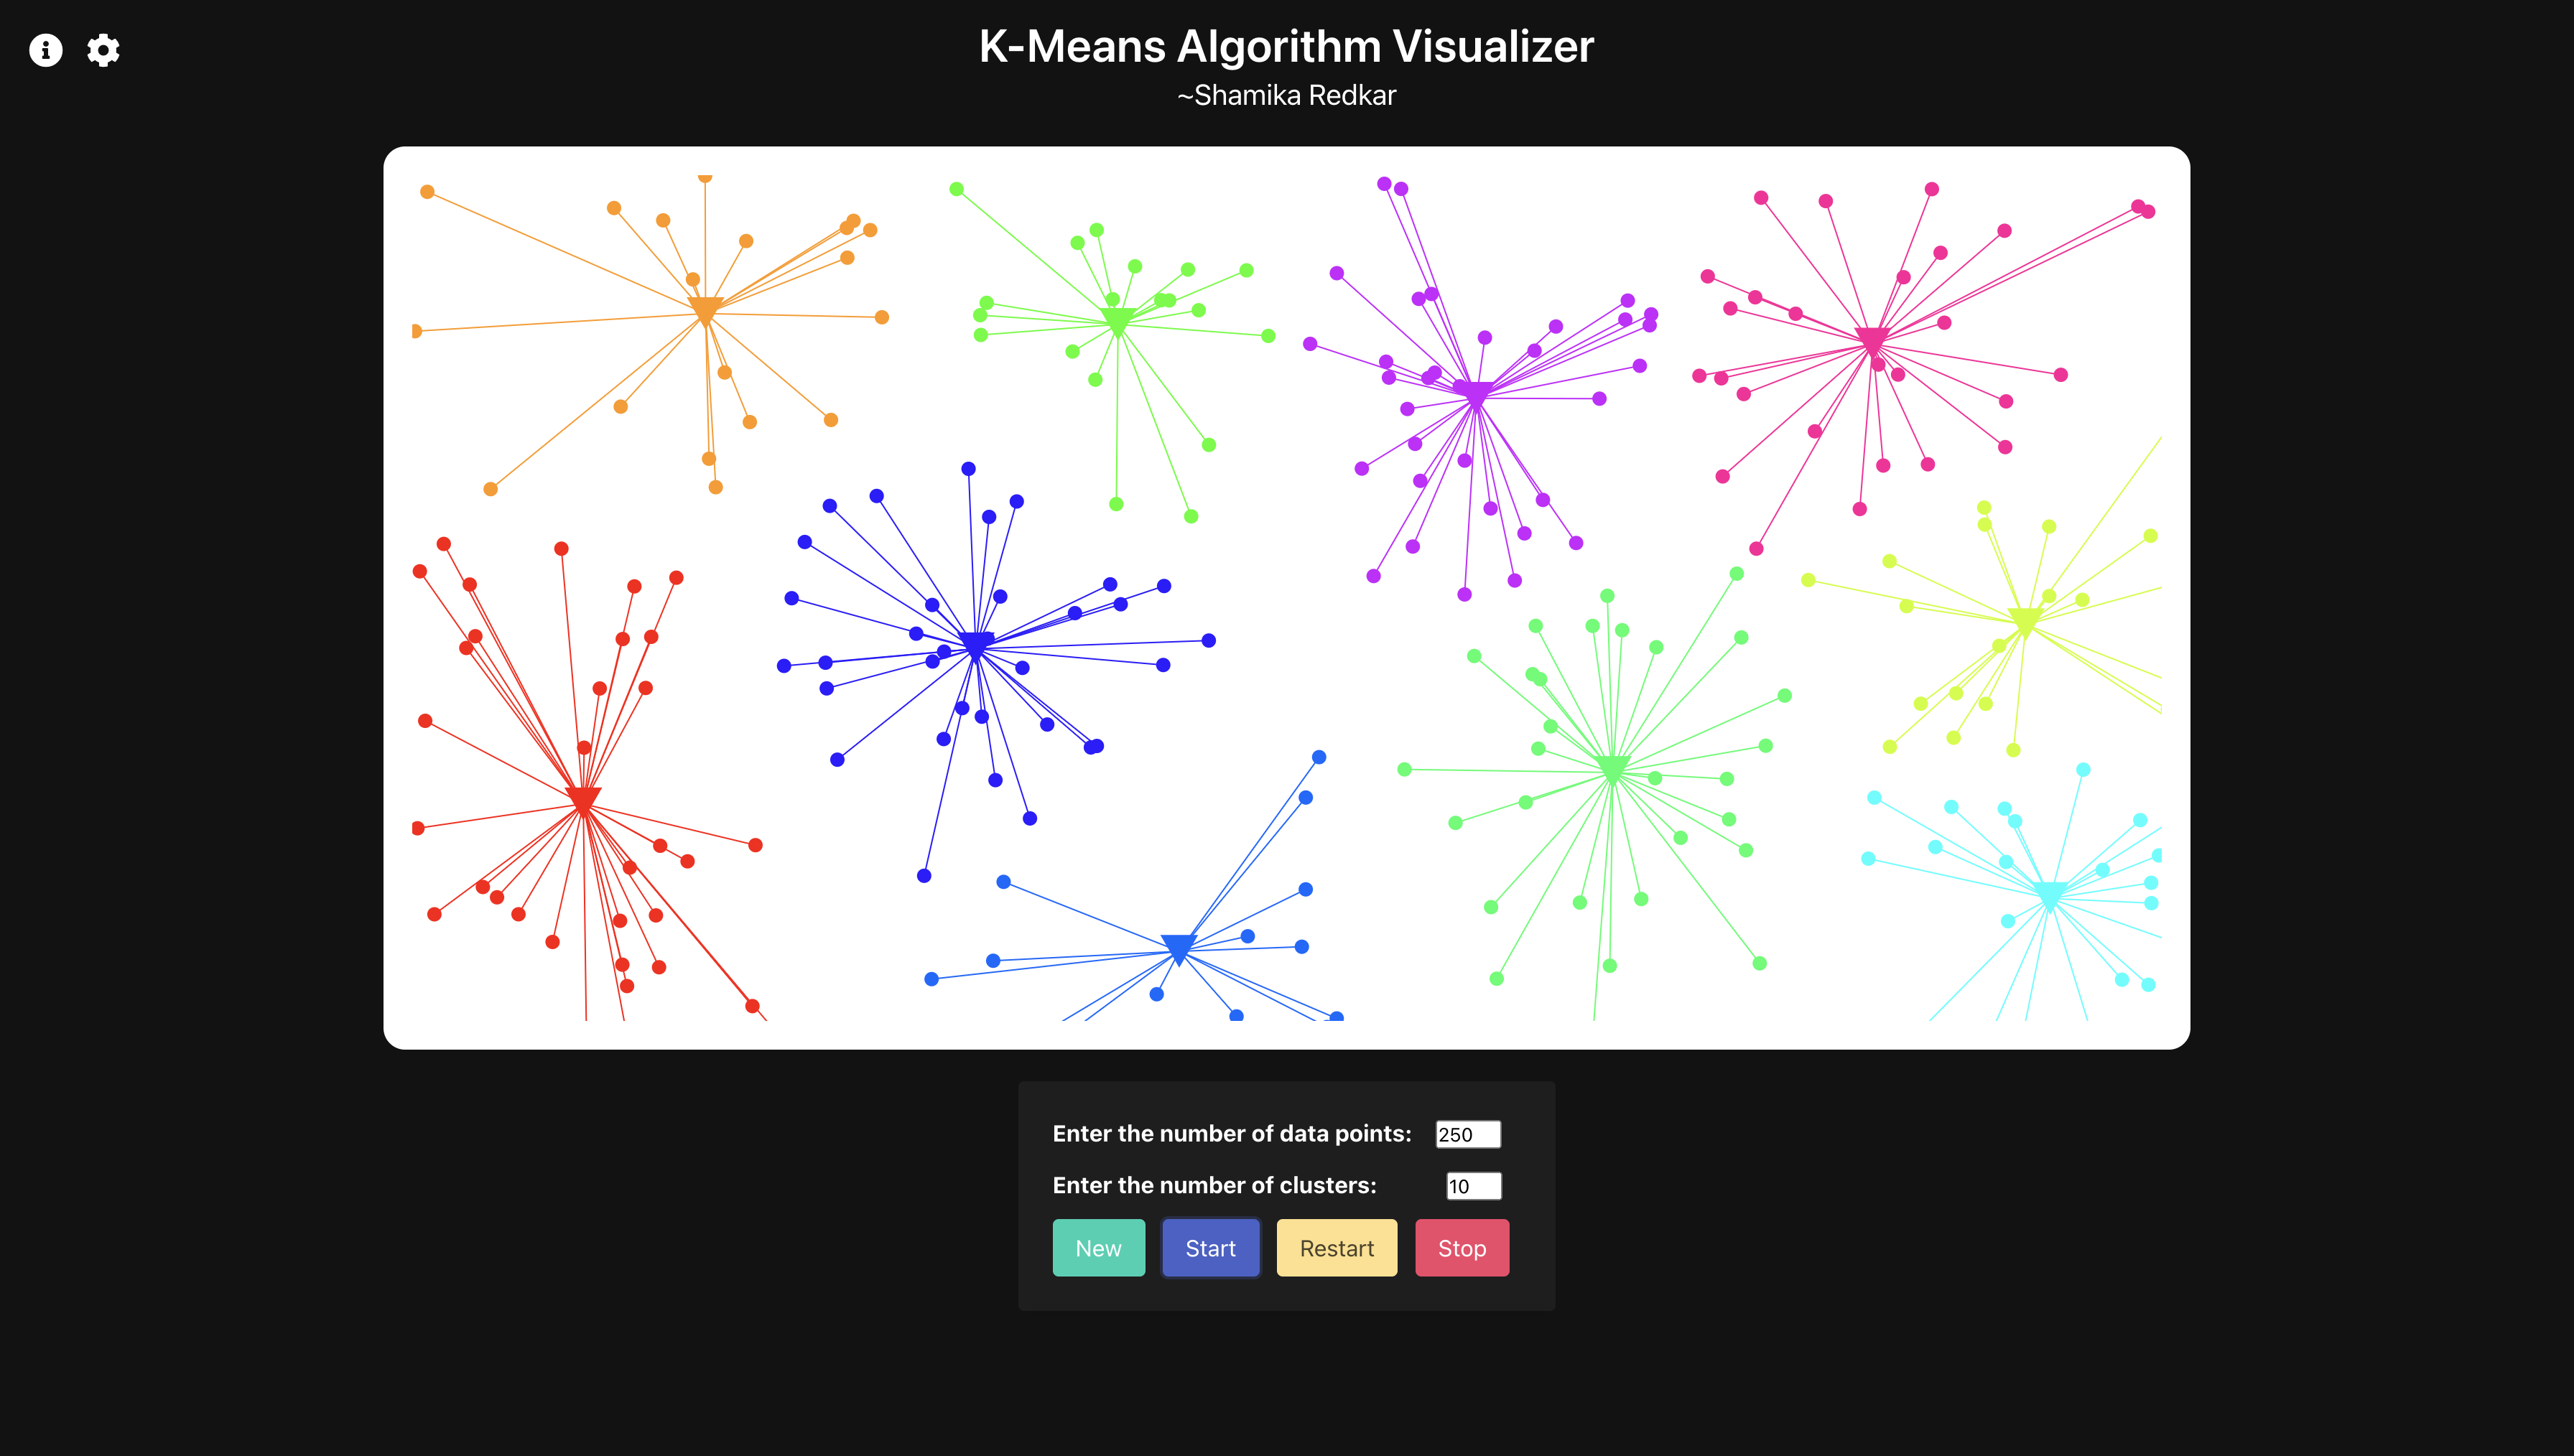 K-Means Algorithm Visualizer
~Shamika Redkar
Enter the number of data points: 250
Enter the number of clusters: 10
New Start Restart Stop